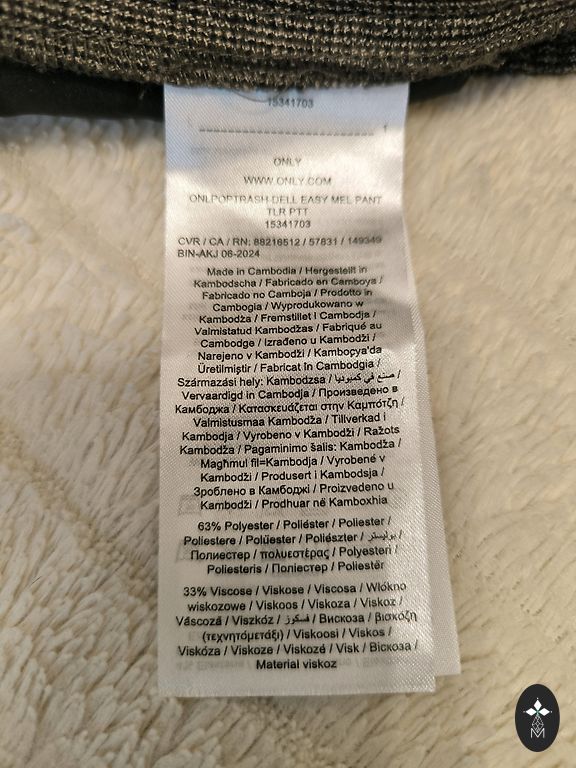 15341703
1
ONLY
WWW.ONLY.COM
ONLPOPTRASH-DELL EASY MEL PANT
TLR PTT
15341703
CVR / CA / RN: 88216512 / 57831 / 149349
BIN-AKJ 06-2024
Made in Cambodia / Hergestellt in
Kambodscha / Fabricado en Camboya /
Fabricado no Camboja / Prodotto in
Cambogia / Wyprodukowano w
Kambodża / Fremstillet i Cambodja /
Valmistatud Kambodžas / Fabriqué au
Cambodge / Izrađeno u Kambodži /
Narejeno v Kambodži / Kamboçya'da
Üretilmiştir / Fabricat în Cambodgia /
Származási hely: Kambodzsa / صنع في كمبوديا /
Vervaardigd in Cambodja / Произведено в
Камбоджа / Κατασκευάζεται στην Καμπότζη /
Valmistusmaa Kambodža / Tillverkad i
Kambodja / Vyrobeno v Kambodži / Ražots
Kambodža / Pagaminimo šalis: Kambodža /
Magħmul fil=Kambodja / Vyrobené v
Kambodži / Produsert i Kambodsja /
Зроблено в Камбоджі / Proizvedeno u
Kambodži / Prodhuar në Kamboxhia
63% Polyester / Poliéster / Poliester /
Poliestere / Polüester / Poliészter / بوليستر /
Полиестер / πολυεστέρας / Polyesteri /
Poliesteris / Поліестер / Poliestër
33% Viscose / Viskose / Viscosa / Włókno
wiskozowe / Viskoos / Viskoza / Viskoz /
Vâscoză / Viszkóz / فسكوز / Вискоза / βισκόζη
(τεχνητόμετάξι) / Viskoosi / Viskos /
Viskóza / Viskoze / Viskozė / Visk / Віскоза /
Material viskoz
M